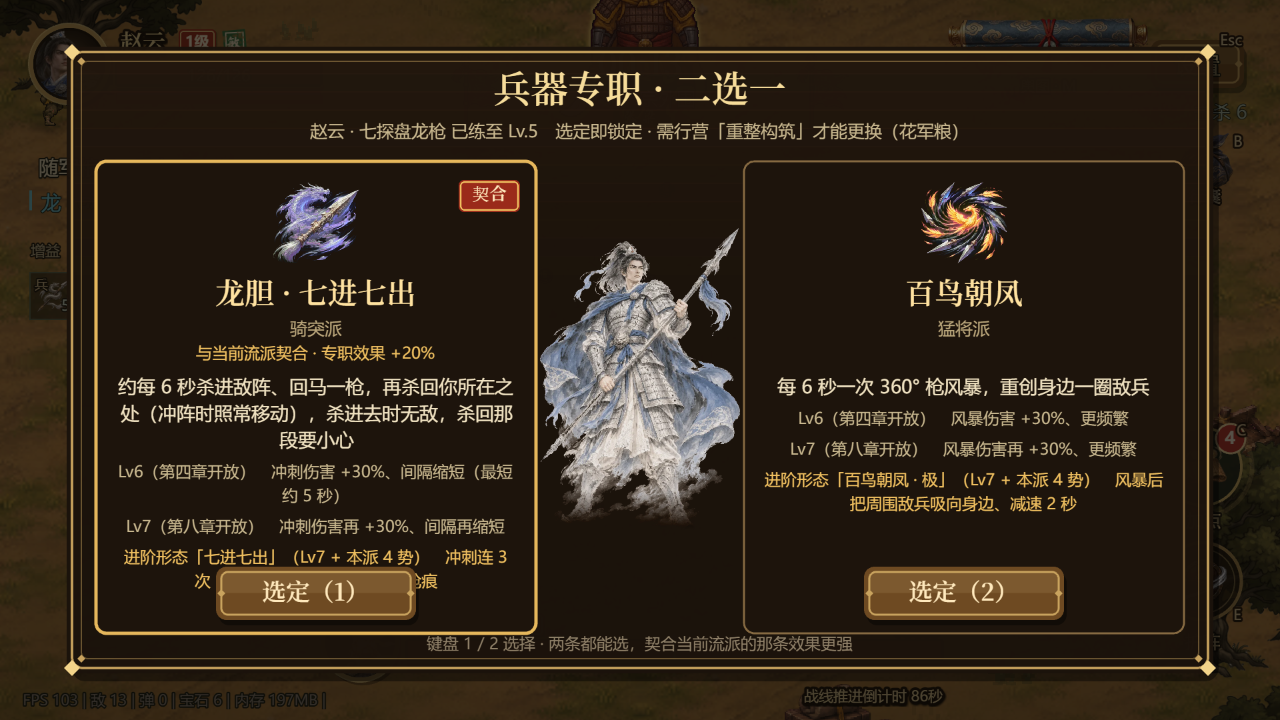 赵云 1级
Esc
兵器专职 · 二选一
赵云 · 七探盘龙枪 已练至 Lv.5 选定即锁定 · 需行营「重整构筑」才能更换（花军粮）
杀 6
B
龙
增益
兵
契合
龙胆 · 七进七出
骑突派
与当前流派契合 · 专职效果 +20%
约每 6 秒杀进敌阵、回马一枪，再杀回你所在之
处（冲阵时照常移动），杀进去时无敌，杀回那
段要小心
Lv6（第四章开放） 冲刺伤害 +30%、间隔缩短（最短
约 5 秒）
Lv7（第八章开放） 冲刺伤害再 +30%、间隔再缩短
进阶形态「七进七出」（Lv7 + 本派 4 势） 冲刺连 3
次 枪痕
选定（1）
百鸟朝凤
猛将派
每 6 秒一次 360° 枪风暴，重创身边一圈敌兵
Lv6（第四章开放） 风暴伤害 +30%、更频繁
Lv7（第八章开放） 风暴伤害再 +30%、更频繁
进阶形态「百鸟朝凤 · 极」（Lv7 + 本派 4 势） 风暴后
把周围敌兵吸向身边、减速 2 秒
选定（2）
4
C
E
键盘 1 / 2 选择 · 两条都能选，契合当前流派的那条效果更强
FPS 103 | 敌 13 | 弹 0 | 宝石 6 | 内存 197MB |
战线推进倒计时 86秒